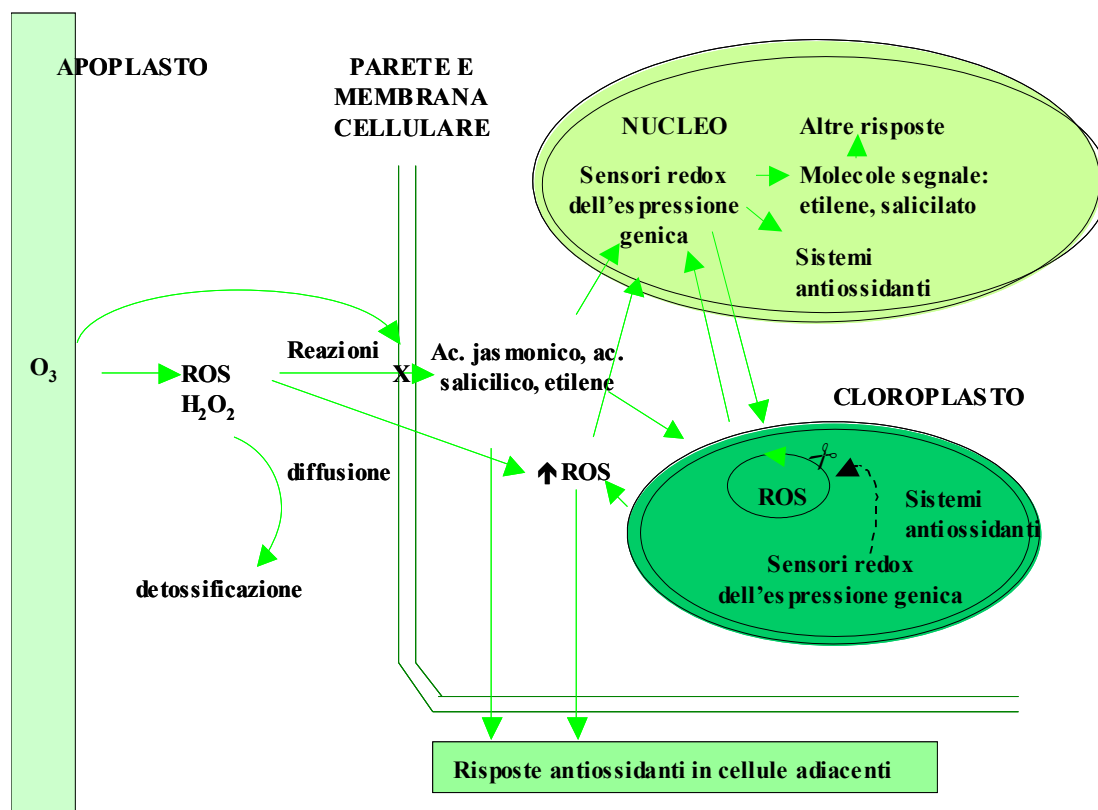 APOPLASTO
PARETE E
MEMBRANA
CELLULARE
NUCLEO
Altre risposte
Sensori redox
dell'espressione
genica
Molecole segnale:
etilene, salicilato
Sistemi
antiossidanti
O₃
ROS
H₂O₂
Reazioni
X
Ac. jasmonico, ac.
salicilico, etilene
diffusione
ROS
detossificazione
CLOROPLASTO
ROS
Sistemi
antiossidanti
Sensori redox
dell'espressione genica
Risposte antiossidanti in cellule adiacenti